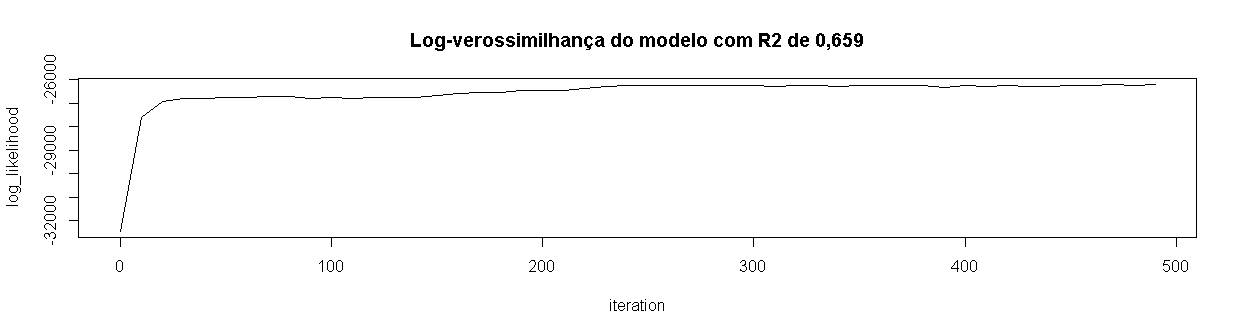 Log-verossimilhança do modelo com R2 de 0,659
log_likelihood
-26000
-29000
-32000
0 100 200 300 400 500
iteration